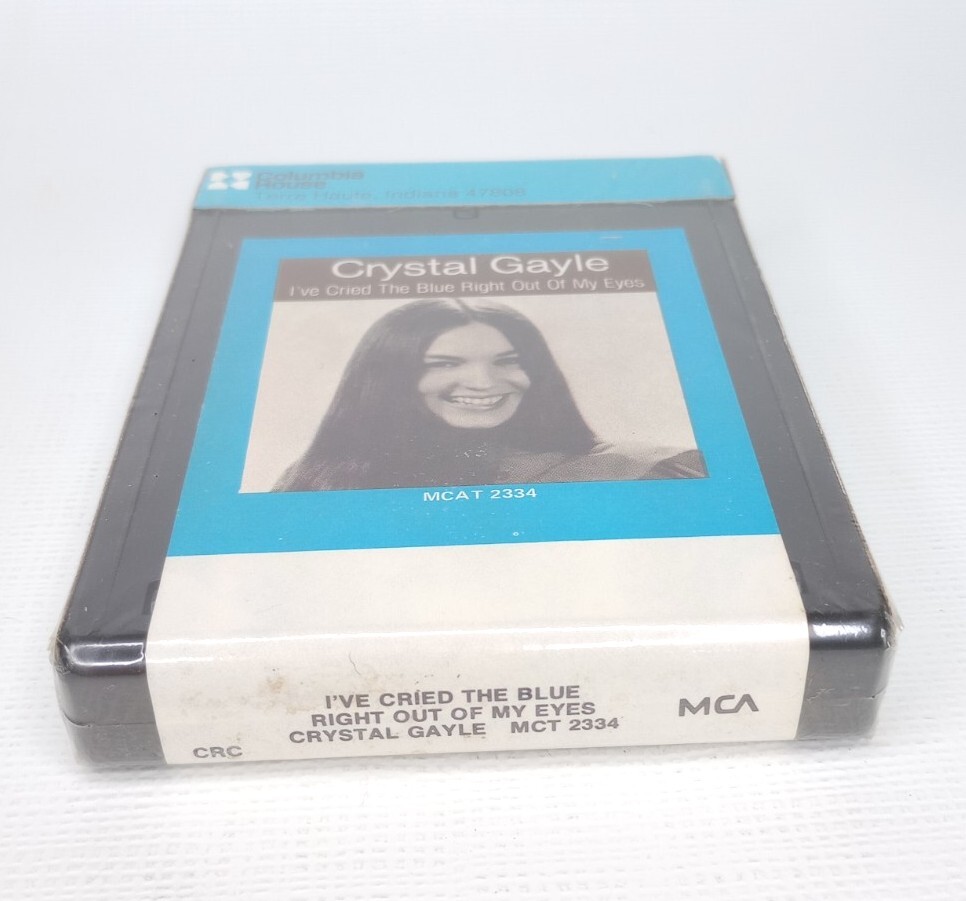 Columbia
House
Terre Haute, Indiana 47808
Crystal Gayle
I've Cried The Blue Right Out Of My Eyes
MCAT 2334
I'VE CRIED THE BLUE
RIGHT OUT OF MY EYES
CRYSTAL GAYLE MCT 2334
MCA
CRC